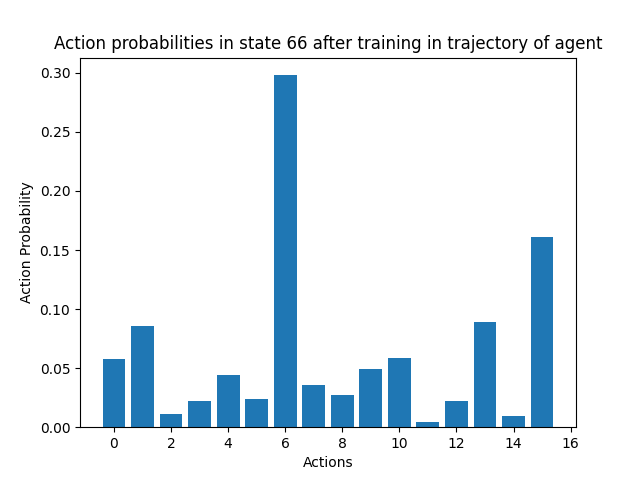 Action probabilities in state 66 after training in trajectory of agent
0.30
0.25
0.20
0.15
0.10
0.05
0.00
Action Probability
0 2 4 6 8 10 12 14 16
Actions